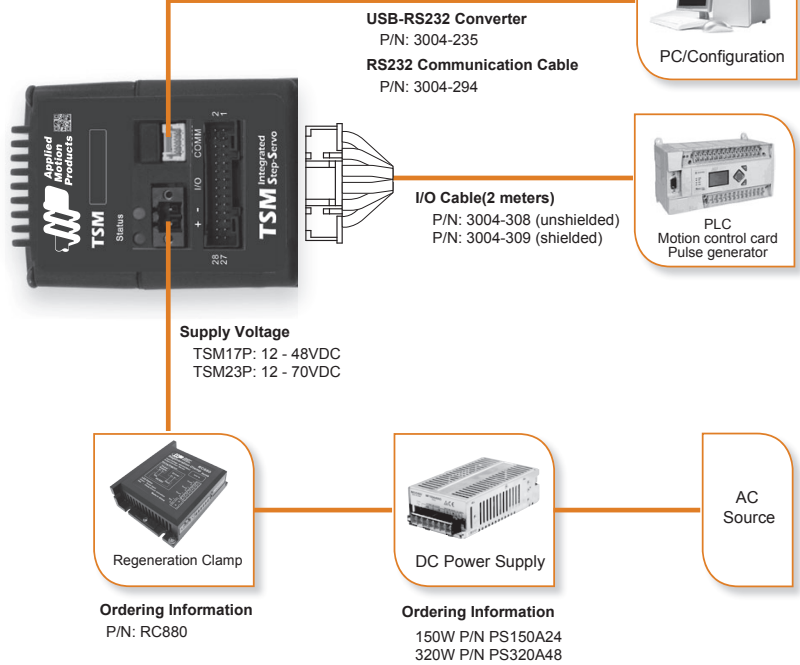 USB-RS232 Converter
P/N: 3004-235
RS232 Communication Cable
P/N: 3004-294
PC/Configuration
Applied
Motion
Products
TSM
Status
COMM
2
1
I/O
+ -
28
27
TSM Integrated
Step-Servo
I/O Cable(2 meters)
P/N: 3004-308 (unshielded)
P/N: 3004-309 (shielded)
PLC
Motion control card
Pulse generator
Supply Voltage
TSM17P: 12 - 48VDC
TSM23P: 12 - 70VDC
Regeneration Clamp
DC Power Supply
AC
Source
Ordering Information
P/N: RC880
Ordering Information
150W P/N PS150A24
320W P/N PS320A48